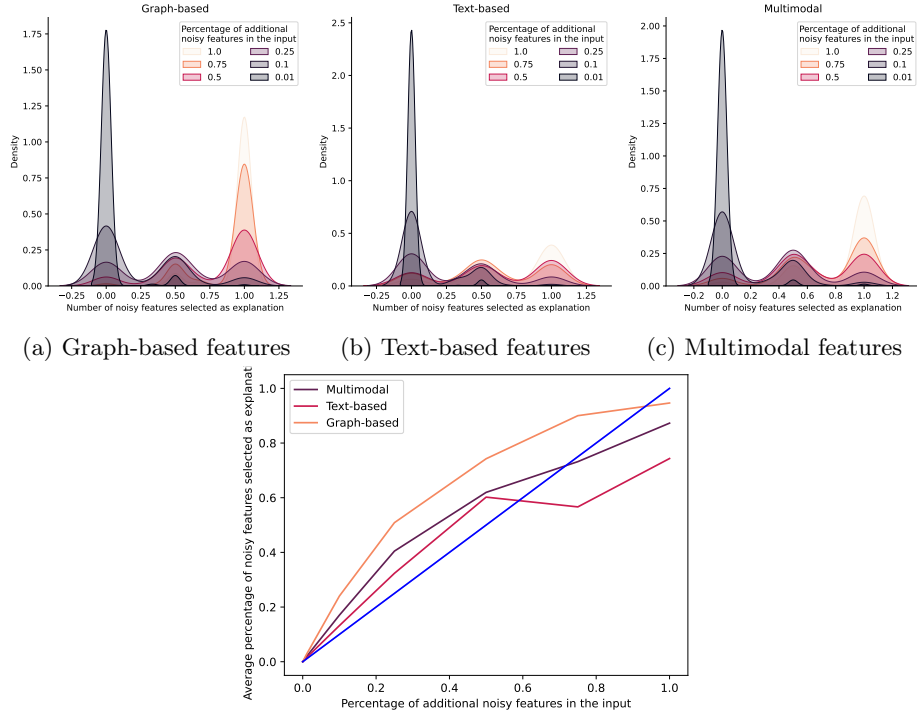 Graph-based
Density
1.75
1.50
1.25
1.00
0.75
0.50
0.25
0.00
Percentage of additional
noisy features in the input
1.0 0.25
0.75 0.1
0.5 0.01
−0.25 0.00 0.25 0.50 0.75 1.00 1.25
Number of noisy features selected as explanation
Text-based
Density
2.5
2.0
1.5
1.0
0.5
0.0
Percentage of additional
noisy features in the input
1.0 0.25
0.75 0.1
0.5 0.01
−0.25 0.00 0.25 0.50 0.75 1.00 1.25
Number of noisy features selected as explanation
Multimodal
Density
2.00
1.75
1.50
1.25
1.00
0.75
0.50
0.25
0.00
Percentage of additional
noisy features in the input
1.0 0.25
0.75 0.1
0.5 0.01
−0.2 0.0 0.2 0.4 0.6 0.8 1.0 1.2
Number of noisy features selected as explanation
(a) Graph-based features
(b) Text-based features
(c) Multimodal features
Average percentage of noisy features selected as explanat
1.0
0.8
0.6
0.4
0.2
0.0
Multimodal
Text-based
Graph-based
0.0 0.2 0.4 0.6 0.8 1.0
Percentage of additional noisy features in the input